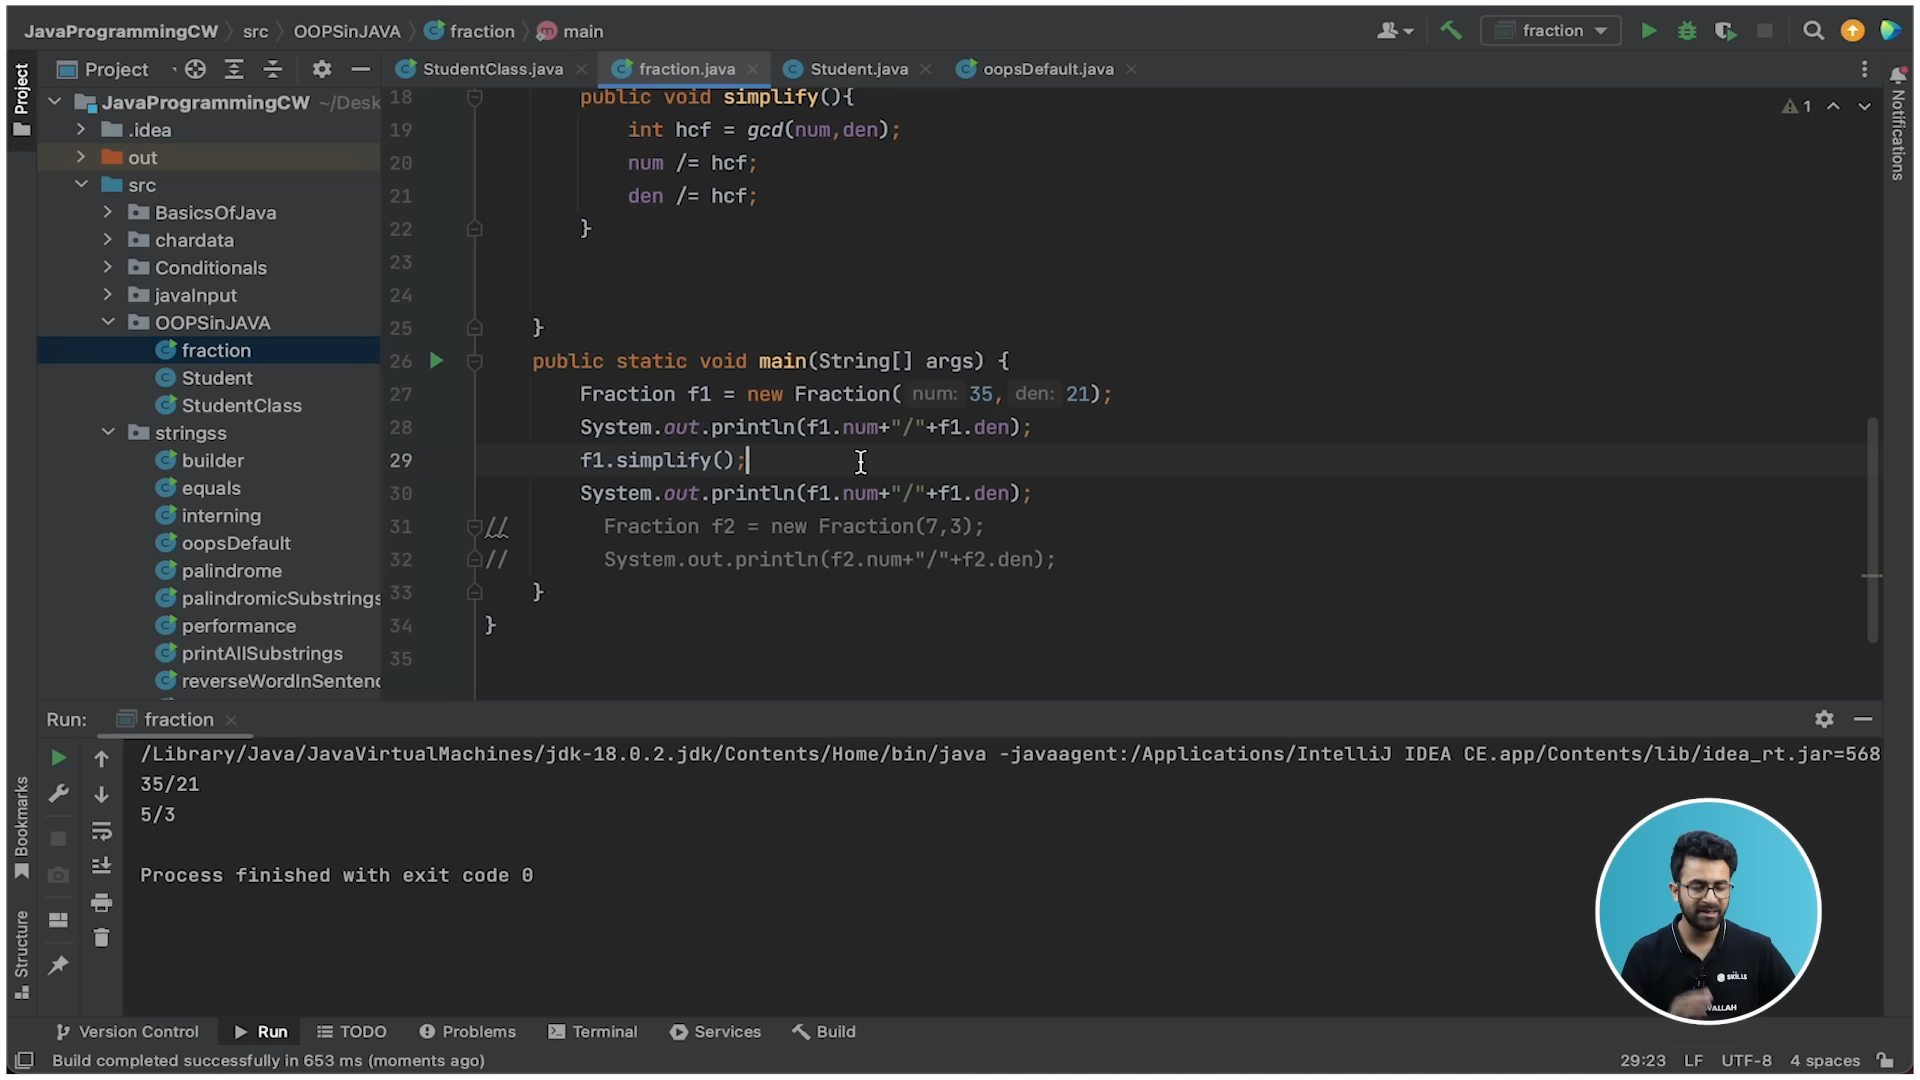 JavaProgrammingCW > src > OOPSinJAVA > fraction > main
fraction
Project
Project
StudentClass.java
fraction.java
Student.java
oopsDefault.java
Notifications
JavaProgrammingCW ~/Desk
.idea
out
src
BasicsOfJava
chardata
Conditionals
javaInput
OOPSinJAVA
fraction
Student
StudentClass
stringss
builder
equals
interning
oopsDefault
palindrome
palindromicSubstrings
performance
printAllSubstrings
reverseWordInSentenc
1
18 public void simplify(){
19 int hcf = gcd(num,den);
20 num /= hcf;
21 den /= hcf;
22 }
23
24
25 }
26 public static void main(String[] args) {
27 Fraction f1 = new Fraction( num: 35, den: 21);
28 System.out.println(f1.num+"/"+f1.den);
29 f1.simplify();
30 System.out.println(f1.num+"/"+f1.den);
31 // Fraction f2 = new Fraction(7,3);
32 // System.out.println(f2.num+"/"+f2.den);
33 }
34 }
35
Run: fraction
/Library/Java/JavaVirtualMachines/jdk-18.0.2.jdk/Contents/Home/bin/java -javaagent:/Applications/IntelliJ IDEA CE.app/Contents/lib/idea_rt.jar=568
35/21
5/3
Process finished with exit code 0
Bookmarks
Structure
SKILLS
WALLAH
Version Control
Run
TODO
Problems
Terminal
Services
Build
Build completed successfully in 653 ms (moments ago)
29:23 LF UTF-8 4 spaces